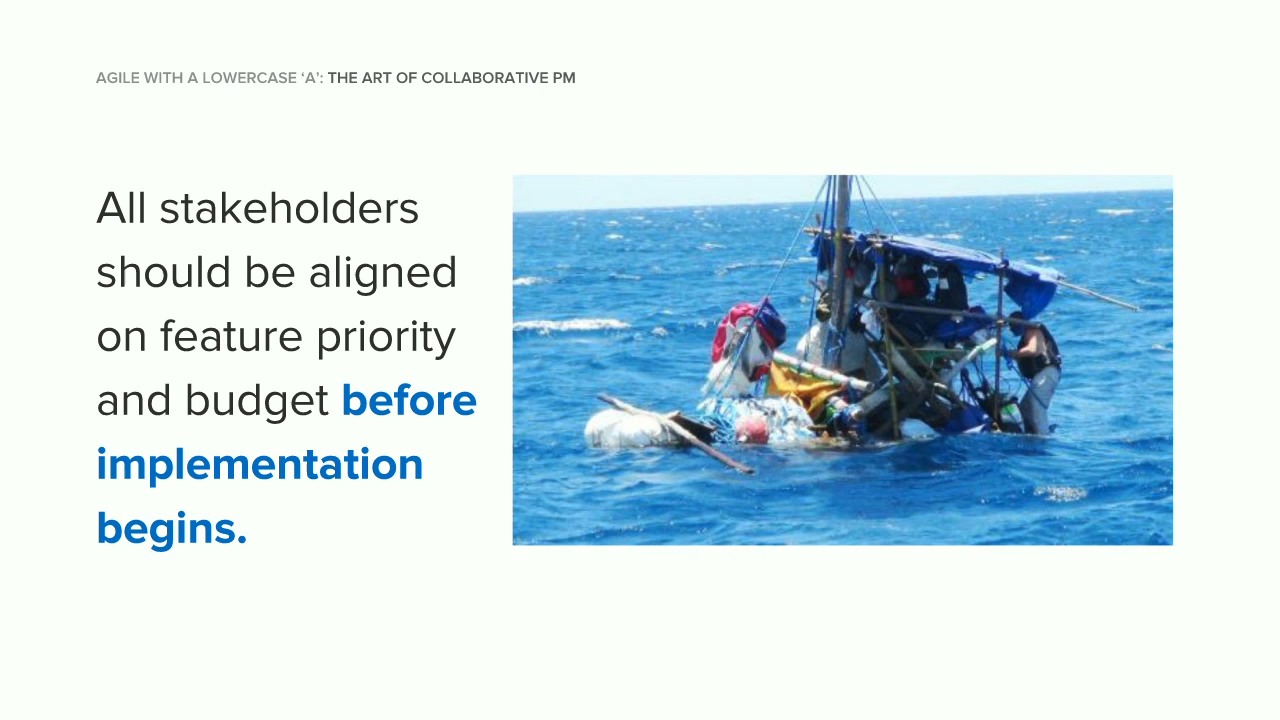 AGILE WITH A LOWERCASE ‘A’: THE ART OF COLLABORATIVE PM
All stakeholders
should be aligned
on feature priority
and budget before
implementation
begins.